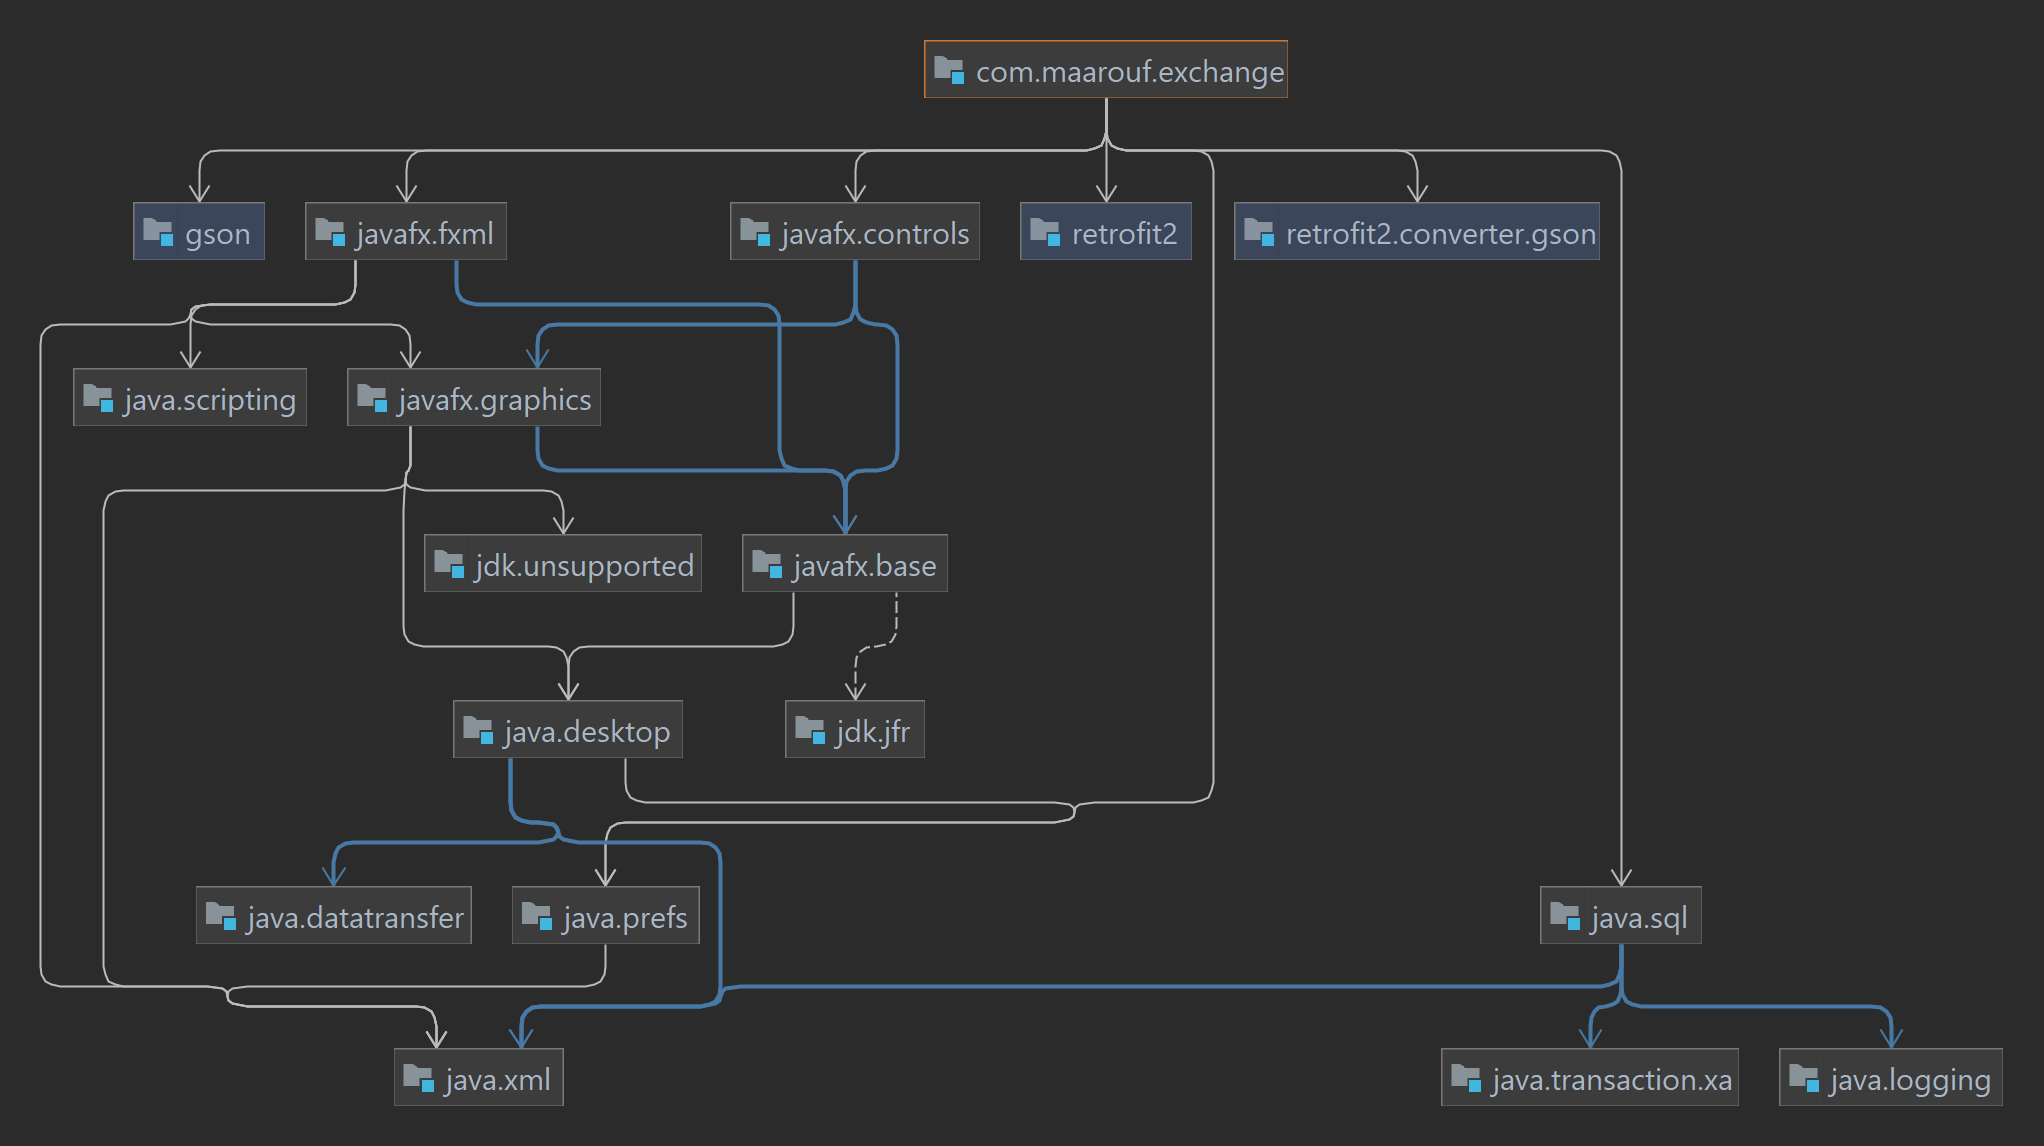 com.maarouf.exchange
gson
javafx.fxml
javafx.controls
retrofit2
retrofit2.converter.gson
java.scripting
javafx.graphics
jdk.unsupported
javafx.base
java.desktop
jdk.jfr
java.datatransfer
java.prefs
java.sql
java.xml
java.transaction.xa
java.logging